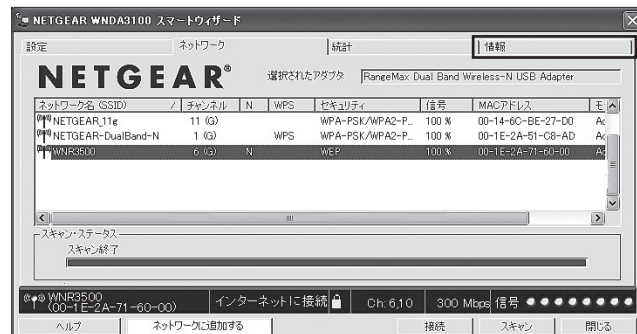 NETGEAR WNDA3100 スマートウィザード
設定 ネットワーク 統計 情報
NETGEAR® 選択されたアダプタ RangeMax Dual Band Wireless-N USB Adapter
ネットワーク名 (SSID) / チャンネル N WPS セキュリティ 信号 MACアドレス モ
NETGEAR_11g 11 (G) WPA-PSK/WPA2-P... 100 % 00-14-6C-BE-27-D0 Ac
NETGEAR-DualBand-N 1 (G) WPS WPA-PSK/WPA2-P... 100 % 00-1E-2A-51-C8-AD Ac
WNR3500 6 (G) N WEP 100 % 00-1E-2A-71-60-00 Ac
スキャン・ステータス
スキャン終了
WNR3500
(00-1E-2A-71-60-00) インターネットに接続 Ch: 6,10 300 Mbps 信号
ヘルプ ネットワークに追加する 接続 スキャン 閉じる